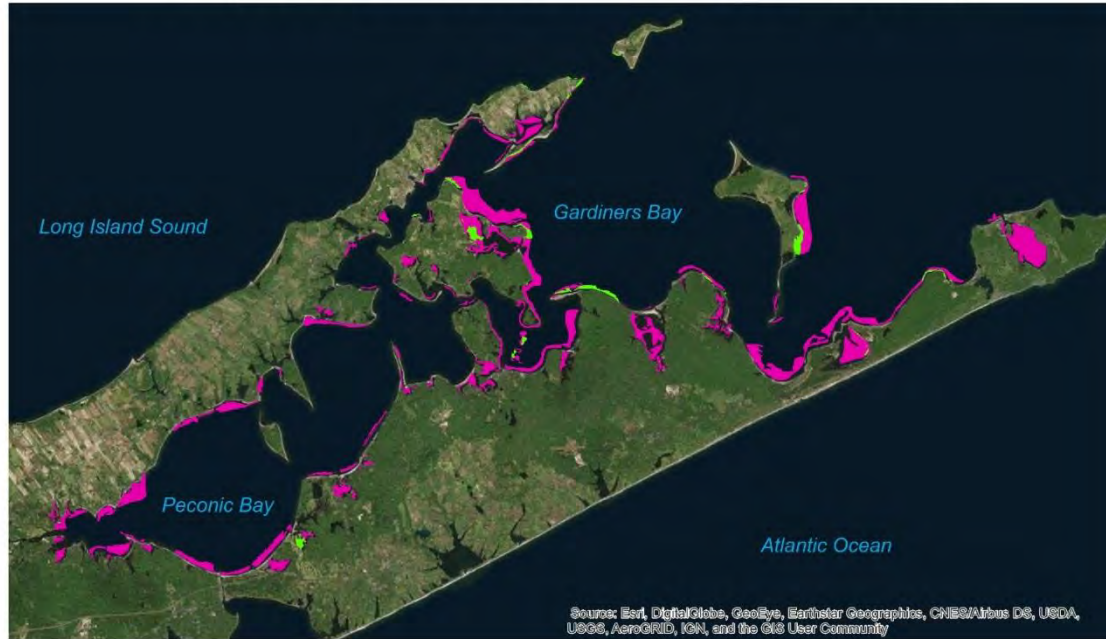 Long Island Sound
Gardiners Bay
Peconic Bay
Atlantic Ocean
Source: Esri, DigitalGlobe, GeoEye, Earthstar Geographics, CNES/Airbus DS, USDA,
USGS, AeroGRID, IGN, and the GIS User Community